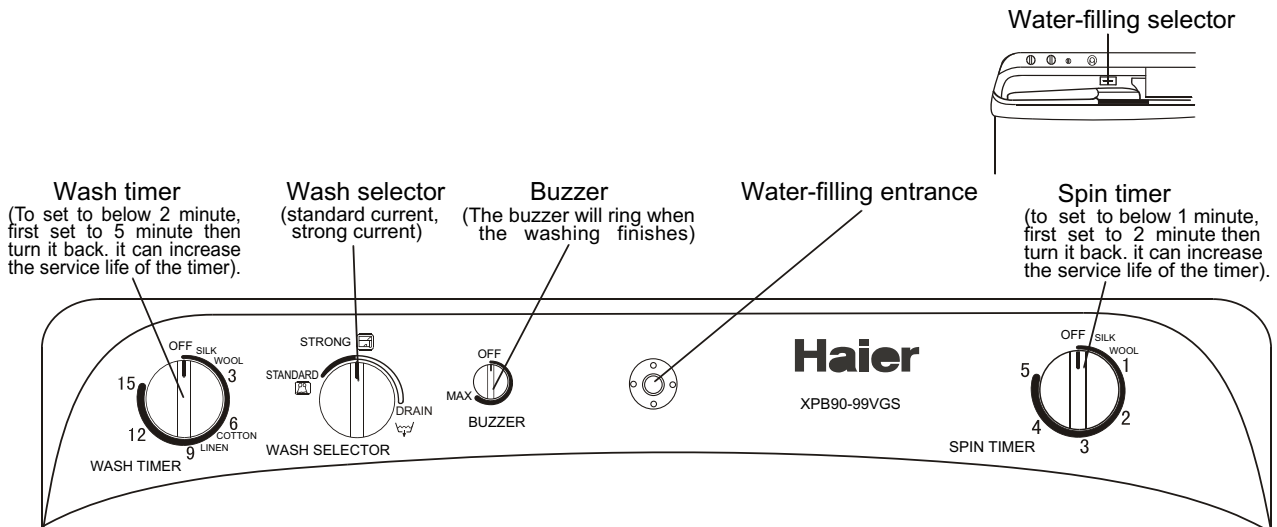 Water-filling selector
Wash timer
(To set to below 2 minute,
first set to 5 minute then
turn it back. it can increase
the service life of the timer).
Wash selector
(standard current,
strong current)
Buzzer
(The buzzer will ring when
the washing finishes)
Water-filling entrance
Spin timer
(to set to below 1 minute,
first set to 2 minute then
turn it back. it can increase
the service life of the timer).
OFF
SILK
WOOL
3
6
COTTON
LINEN
9
12
15
WASH TIMER
STRONG
STANDARD
DRAIN
WASH SELECTOR
OFF
MAX
BUZZER
Haier
XPB90-99VGS
OFF
SILK
WOOL
1
2
3
4
5
SPIN TIMER